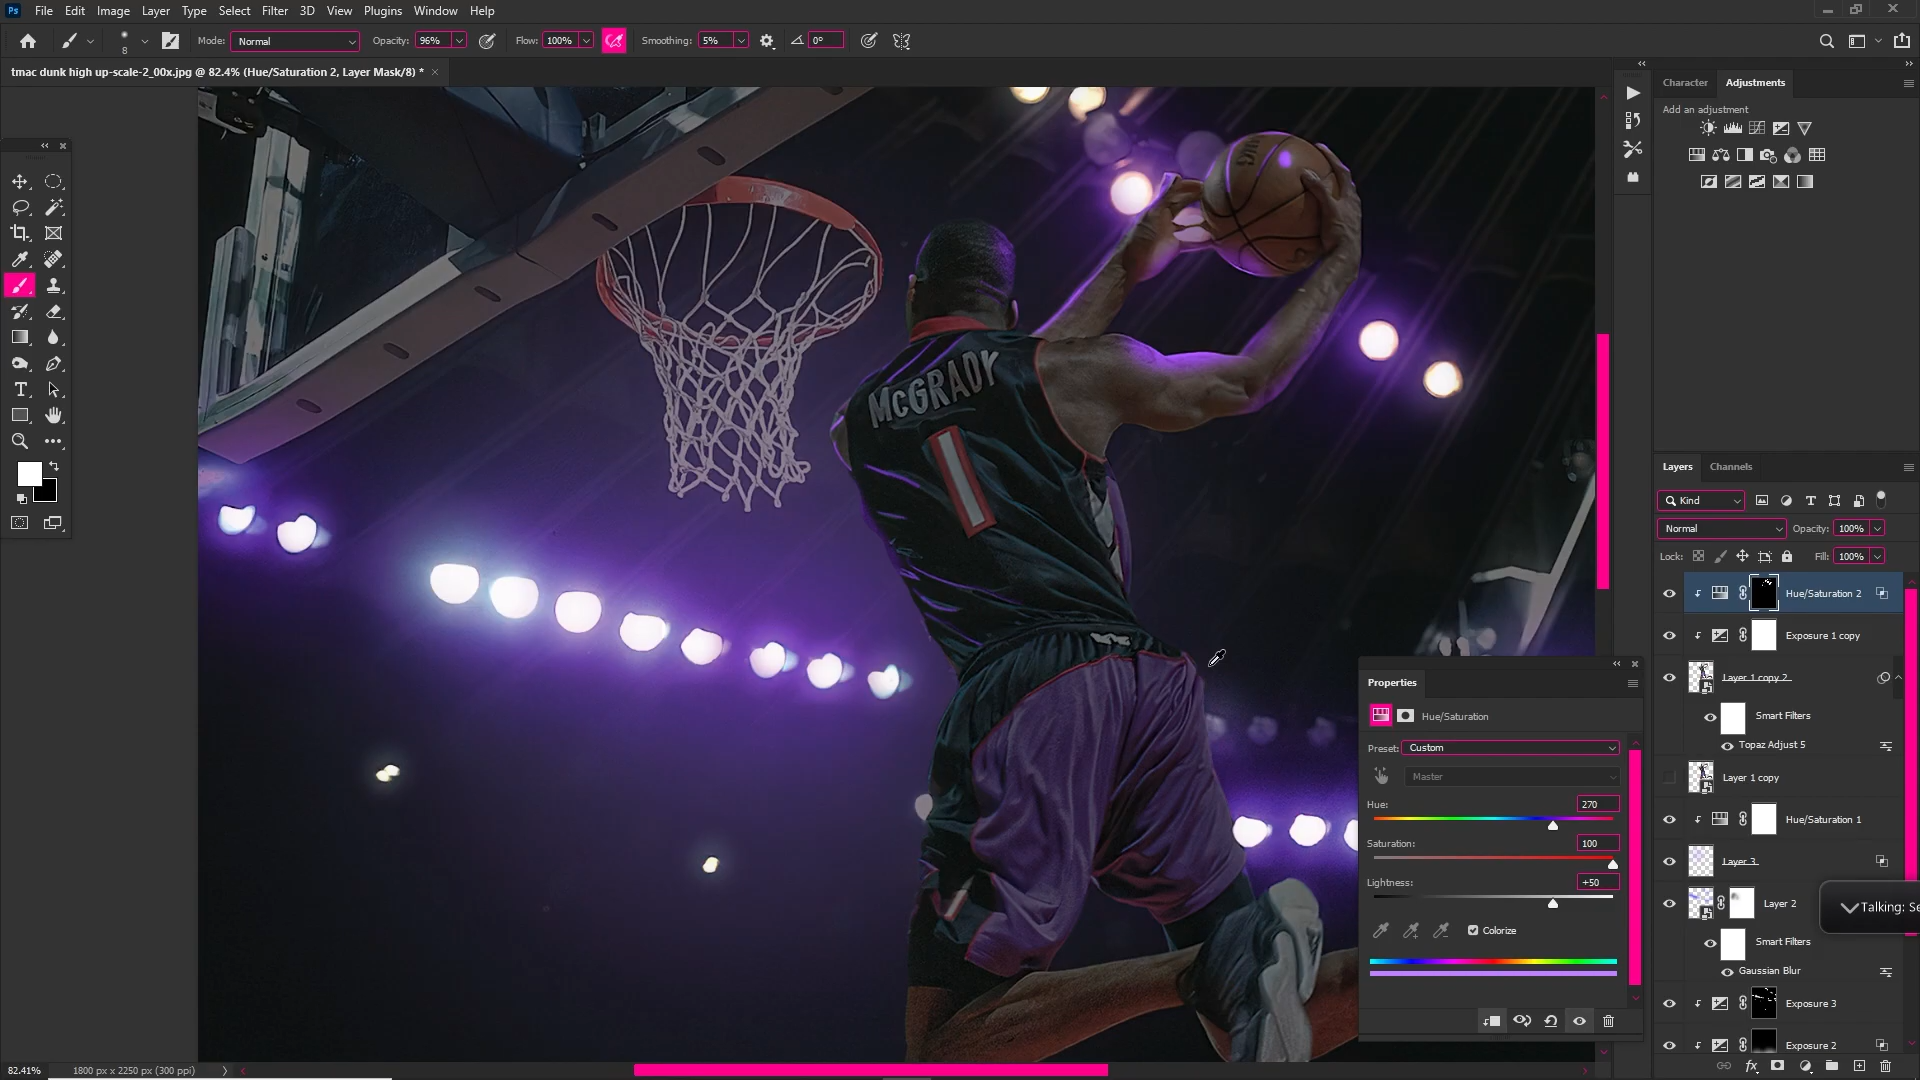 Ps File Edit Image Layer Type Select Filter 3D View Plugins Window Help
8 Mode: Normal Opacity: 96% Flow: 100% Smoothing: 5% 0°
tmac dunk high up-scale-2_00x.jpg @ 82.4% (Hue/Saturation 2, Layer Mask/8) *
Character Adjustments
Add an adjustment
McGRADY
1
Layers Channels
Kind
Normal Opacity: 100%
Lock: Fill: 100%
Hue/Saturation 2
Exposure 1 copy
Layer 1 copy 2
Smart Filters
Topaz Adjust 5
Layer 1 copy
Hue/Saturation 1
Layer 3
Layer 2
Talking: Se
Smart Filters
Gaussian Blur
Exposure 3
Exposure 2
Properties
Hue/Saturation
Preset: Custom
Master
Hue: 270
Saturation: 100
Lightness: +50
Colorize
82.41% 1800 px x 2250 px (300 ppi)